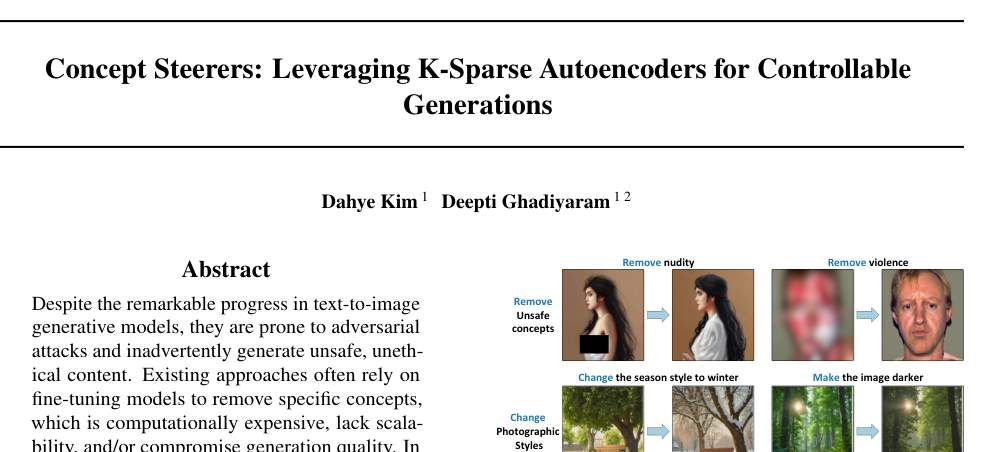 Concept Steerers: Leveraging K-Sparse Autoencoders for Controllable
Generations
Dahye Kim 1 Deepti Ghadiyaram 1 2
Abstract
Despite the remarkable progress in text-to-image
generative models, they are prone to adversarial
attacks and inadvertently generate unsafe, uneth-
ical content. Existing approaches often rely on
fine-tuning models to remove specific concepts,
which is computationally expensive, lack scala-
bility, and/or compromise generation quality. In
Remove nudity
Remove violence
Remove
Unsafe
concepts
Change the season style to winter
Make the image darker
Change
Photographic
Styles